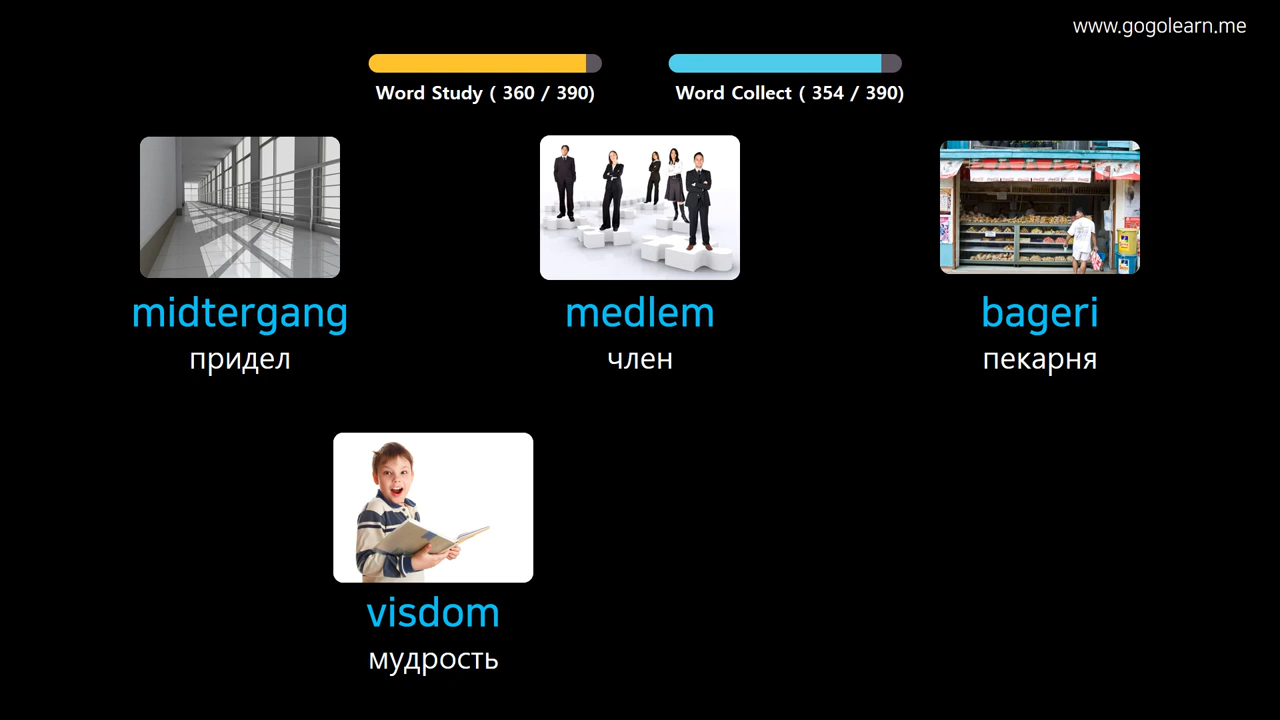 www.gogolearn.me
Word Study ( 360 / 390)
Word Collect ( 354 / 390)
midtergang
придел
medlem
член
bageri
пекарня
visdom
мудрость